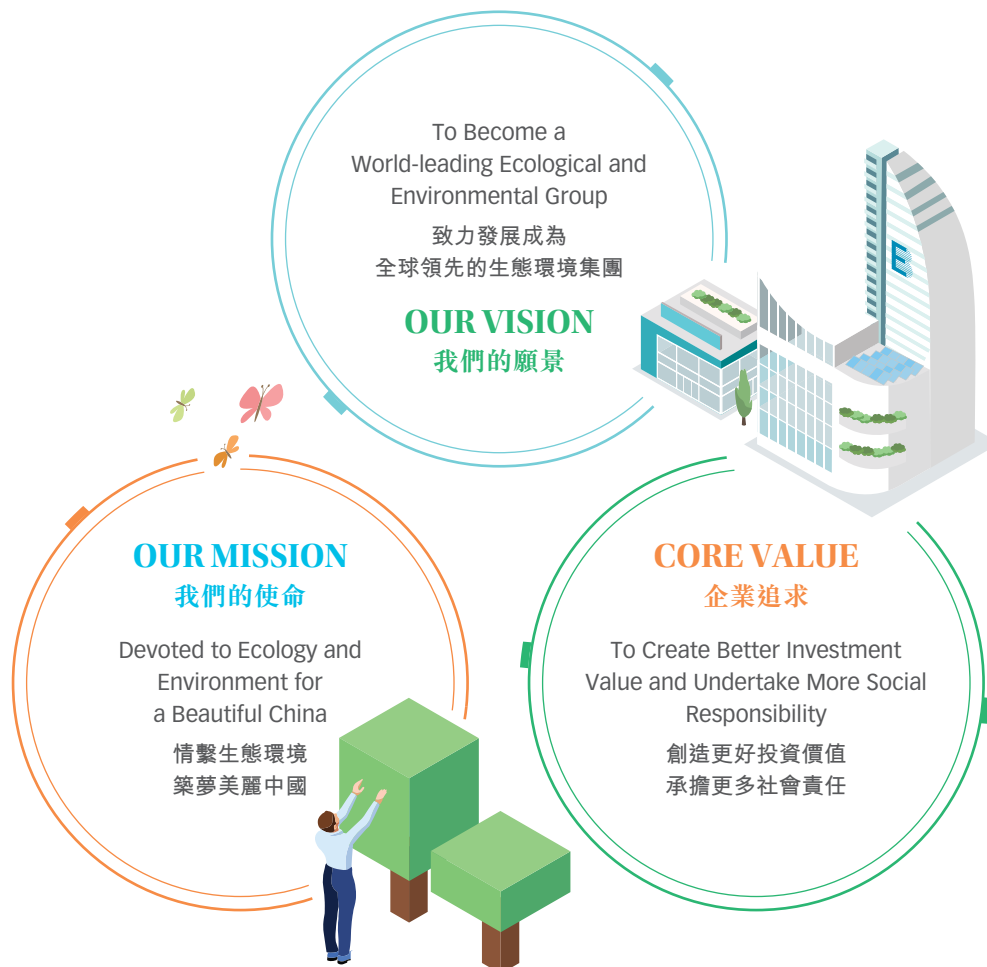 To Become a
World-leading Ecological and
Environmental Group
致力發展成為
全球領先的生態環境集團
OUR VISION
我們的願景
E
OUR MISSION
我們的使命
Devoted to Ecology and
Environment for
a Beautiful China
情繫生態環境
築夢美麗中國
CORE VALUE
企業追求
To Create Better Investment
Value and Undertake More Social
Responsibility
創造更好投資價值
承擔更多社會責任